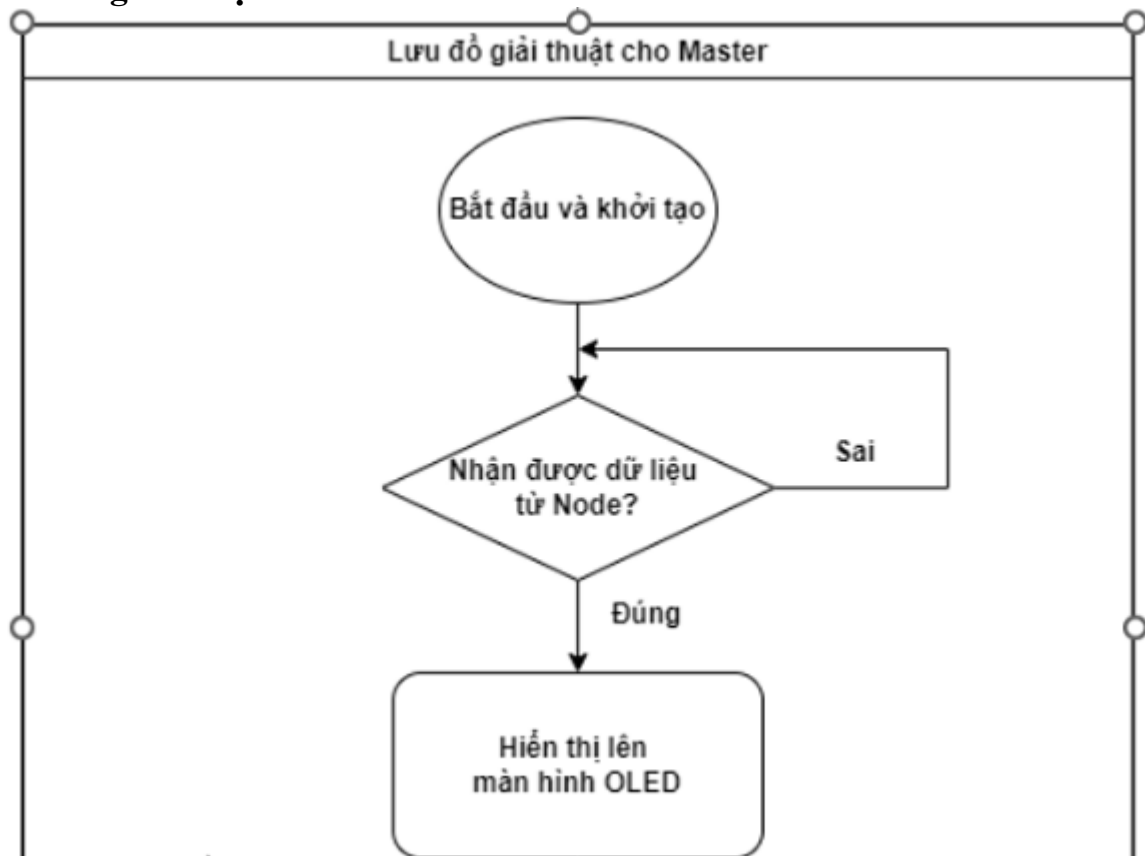 Lưu đồ giải thuật cho Master
Bắt đầu và khởi tạo
Nhận được dữ liệu
từ Node?
Sai
Đúng
Hiển thị lên
màn hình OLED